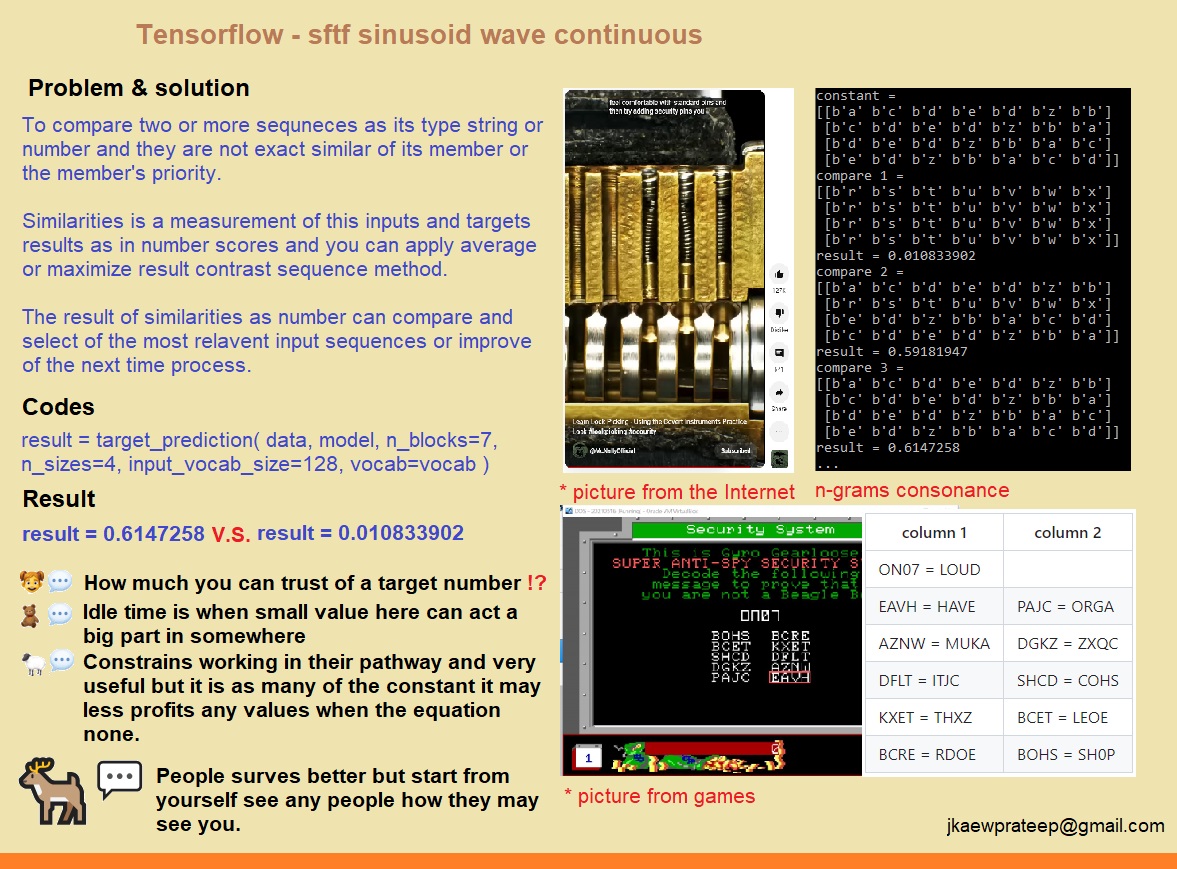 Tensorflow - sftf sinusoid wave continuous
Problem & solution
To compare two or more sequneces as its type string or
number and they are not exact similar of its member or
the member's priority.
Similarities is a measurement of this inputs and targets
results as in number scores and you can apply average
or maximize result contrast sequence method.
The result of similarities as number can compare and
select of the most relavent input sequences or improve
of the next time process.
Codes
result = target_prediction( data, model, n_blocks=7,
n_sizes=4, input_vocab_size=128, vocab=vocab )
Result
result = 0.6147258 V.S. result = 0.010833902
How much you can trust of a target number !?
Idle time is when small value here can act a
big part in somewhere
Constrains working in their pathway and very
useful but it is as many of the constant it may
less profits any values when the equation
none.
People surves better but start from
yourself see any people how they may
see you.
feel comfortable with standard pins and
then try adding security pins you
127K
Dislike
Share
Learn Lock Picking - Using the Covert Instruments Practice
Lock #lockpicking #security
@McNallyOfficial
Subscribed
* picture from the Internet
constant =
[[b'a' b'c' b'd' b'e' b'd' b'z' b'b']
[b'c' b'd' b'e' b'd' b'z' b'b' b'a']
[b'd' b'e' b'd' b'z' b'b' b'a' b'c']
[b'e' b'd' b'z' b'b' b'a' b'c' b'd']]
compare 1 =
[[b'r' b's' b't' b'u' b'v' b'w' b'x']
[b'r' b's' b't' b'u' b'v' b'w' b'x']
[b'r' b's' b't' b'u' b'v' b'w' b'x']
[b'r' b's' b't' b'u' b'v' b'w' b'x']]
result = 0.010833902
compare 2 =
[[b'a' b'c' b'd' b'e' b'd' b'z' b'b']
[b'r' b's' b't' b'u' b'v' b'w' b'x']
[b'e' b'd' b'z' b'b' b'a' b'c' b'd']
[b'c' b'd' b'e' b'd' b'z' b'b' b'a']]
result = 0.59181947
compare 3 =
[[b'a' b'c' b'd' b'e' b'd' b'z' b'b']
[b'c' b'd' b'e' b'd' b'z' b'b' b'a']
[b'd' b'e' b'd' b'z' b'b' b'a' b'c']
[b'e' b'd' b'z' b'b' b'a' b'c' b'd']]
result = 0.6147258
...
n-grams consonance
Security System
This is Gyro Gearloose
SUPER ANTI-SPY SECURITY S
Decode the following
message to prove that
you are not a Beagle B
ON07
BOHS BCRE
BCET KXET
SHCD DFLT
DGKZ AZNW
PAJC EAVH
1
* picture from games
column 1 column 2
ON07 = LOUD
EAVH = HAVE PAJC = ORGA
AZNW = MUKA DGKZ = ZXQC
DFLT = ITJC SHCD = COHS
KXET = THXZ BCET = LEOE
BCRE = RDOE BOHS = SH0P
jkaewprateep@gmail.com